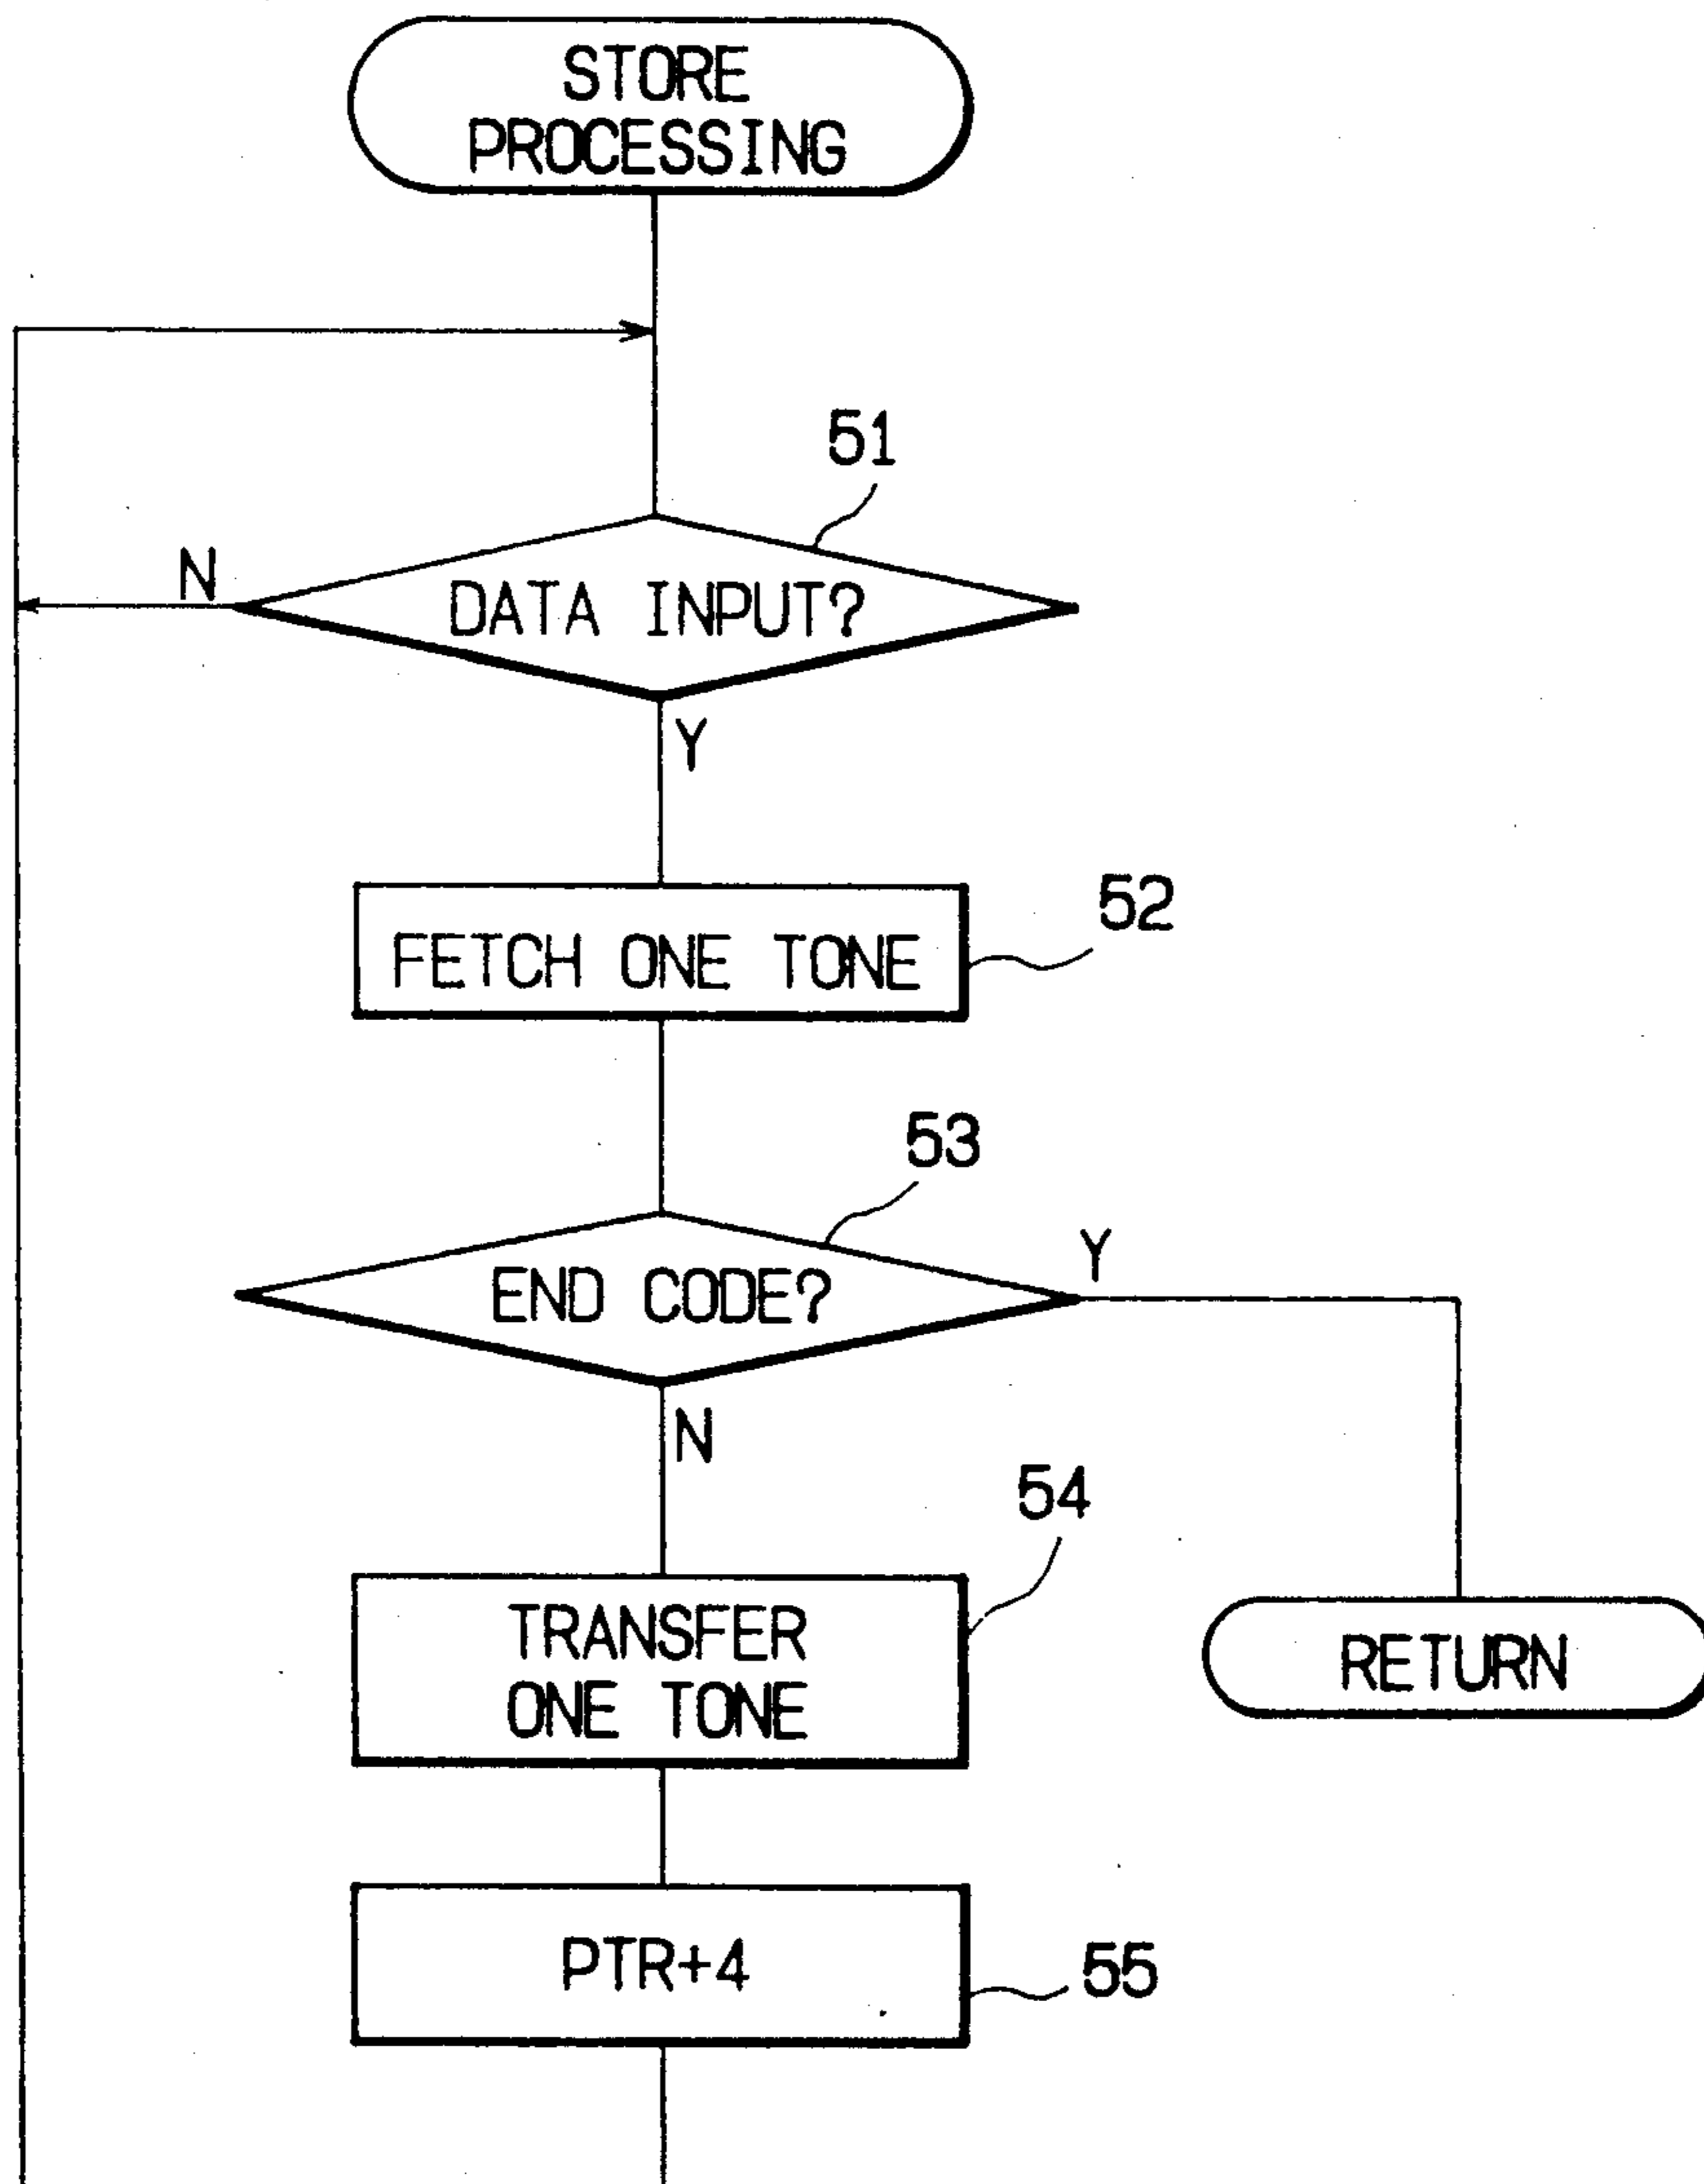 STORE
PROCESSING
51
N
DATA INPUT?
Y
52
FETCH ONE TONE
53
Y
END CODE?
N
54
TRANSFER
ONE TONE
RETURN
PTR+4
55